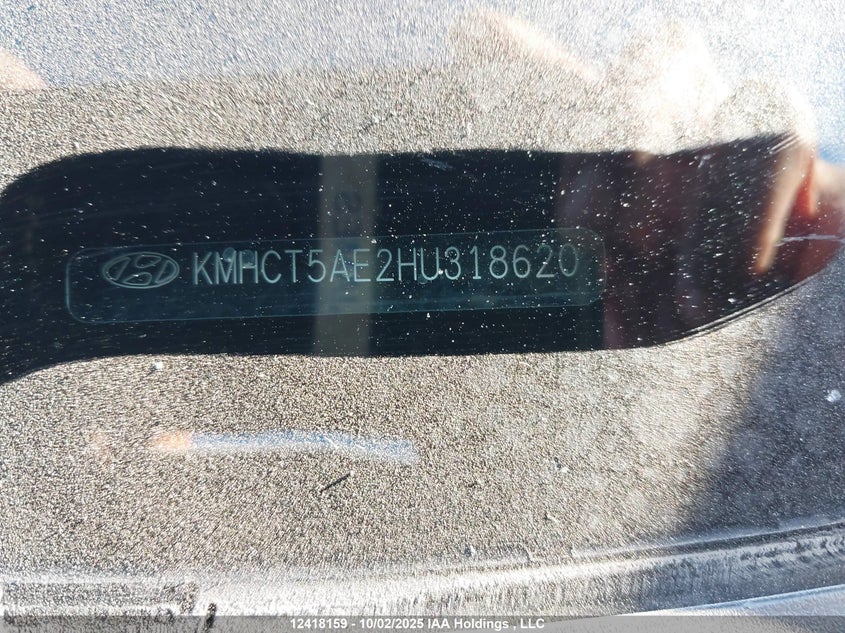 KMHCT5AE2HU318620
12418159 - 10/02/2025 IAA Holdings , LLC